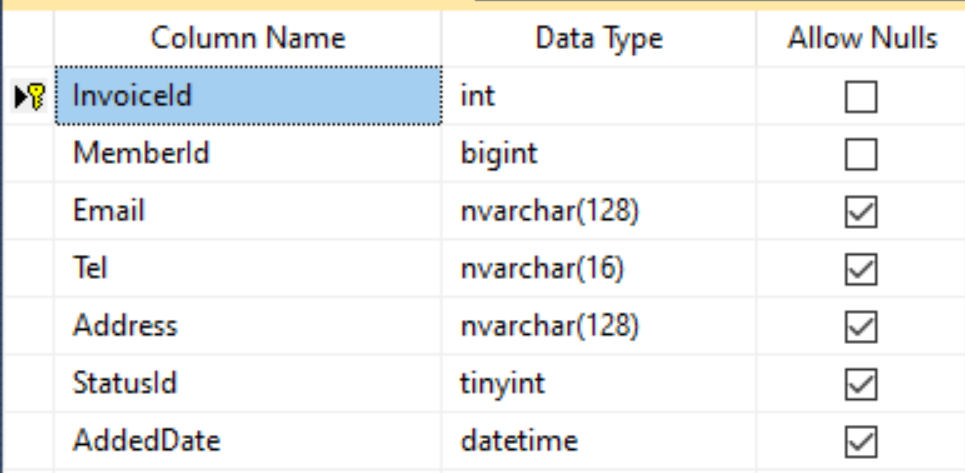 Column Name Data Type Allow Nulls
InvoiceId int
MemberId bigint
Email nvarchar(128)
Tel nvarchar(16)
Address nvarchar(128)
StatusId tinyint
AddedDate datetime